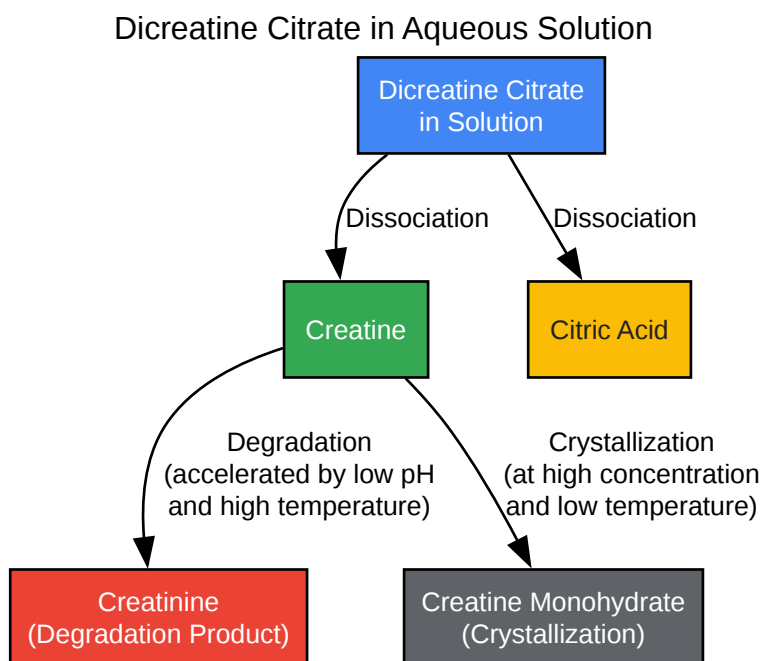 Dicreatine Citrate in Aqueous Solution
Dicreatine Citrate
in Solution
Dissociation
Dissociation
Creatine
Citric Acid
Degradation
(accelerated by low pH
and high temperature)
Crystallization
(at high concentration
and low temperature)
Creatinine
(Degradation Product)
Creatine Monohydrate
(Crystallization)